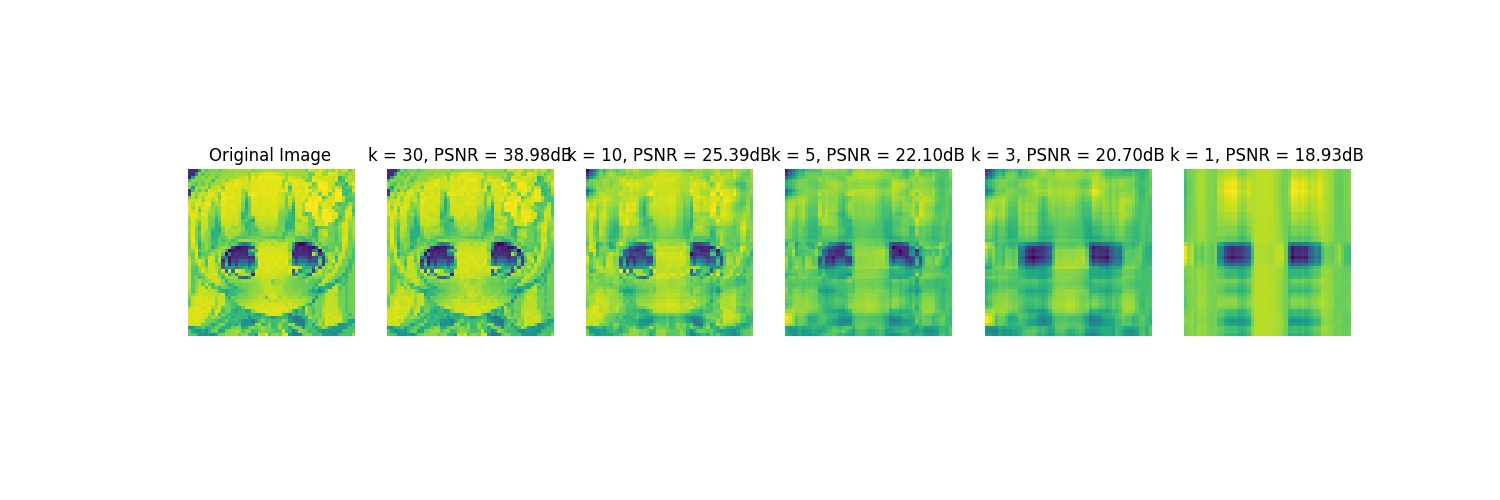 Original Image
k = 30, PSNR = 38.98dB
k = 10, PSNR = 25.39dB
k = 5, PSNR = 22.10dB
k = 3, PSNR = 20.70dB
k = 1, PSNR = 18.93dB